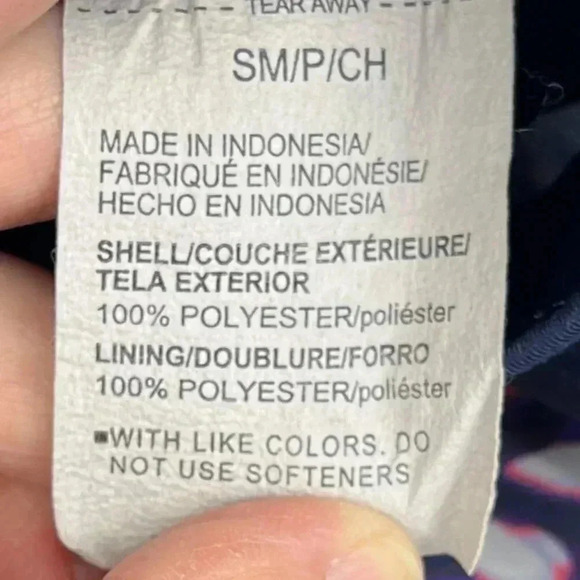 TEAR AWAY
SM/P/CH
MADE IN INDONESIA/
FABRIQUÉ EN INDONÉSIE/
HECHO EN INDONESIA
SHELL/COUCHE EXTÉRIEURE/
TELA EXTERIOR
100% POLYESTER/poliéster
LINING/DOUBLURE/FORRO
100% POLYESTER/poliéster
▪WITH LIKE COLORS. DO
NOT USE SOFTENERS